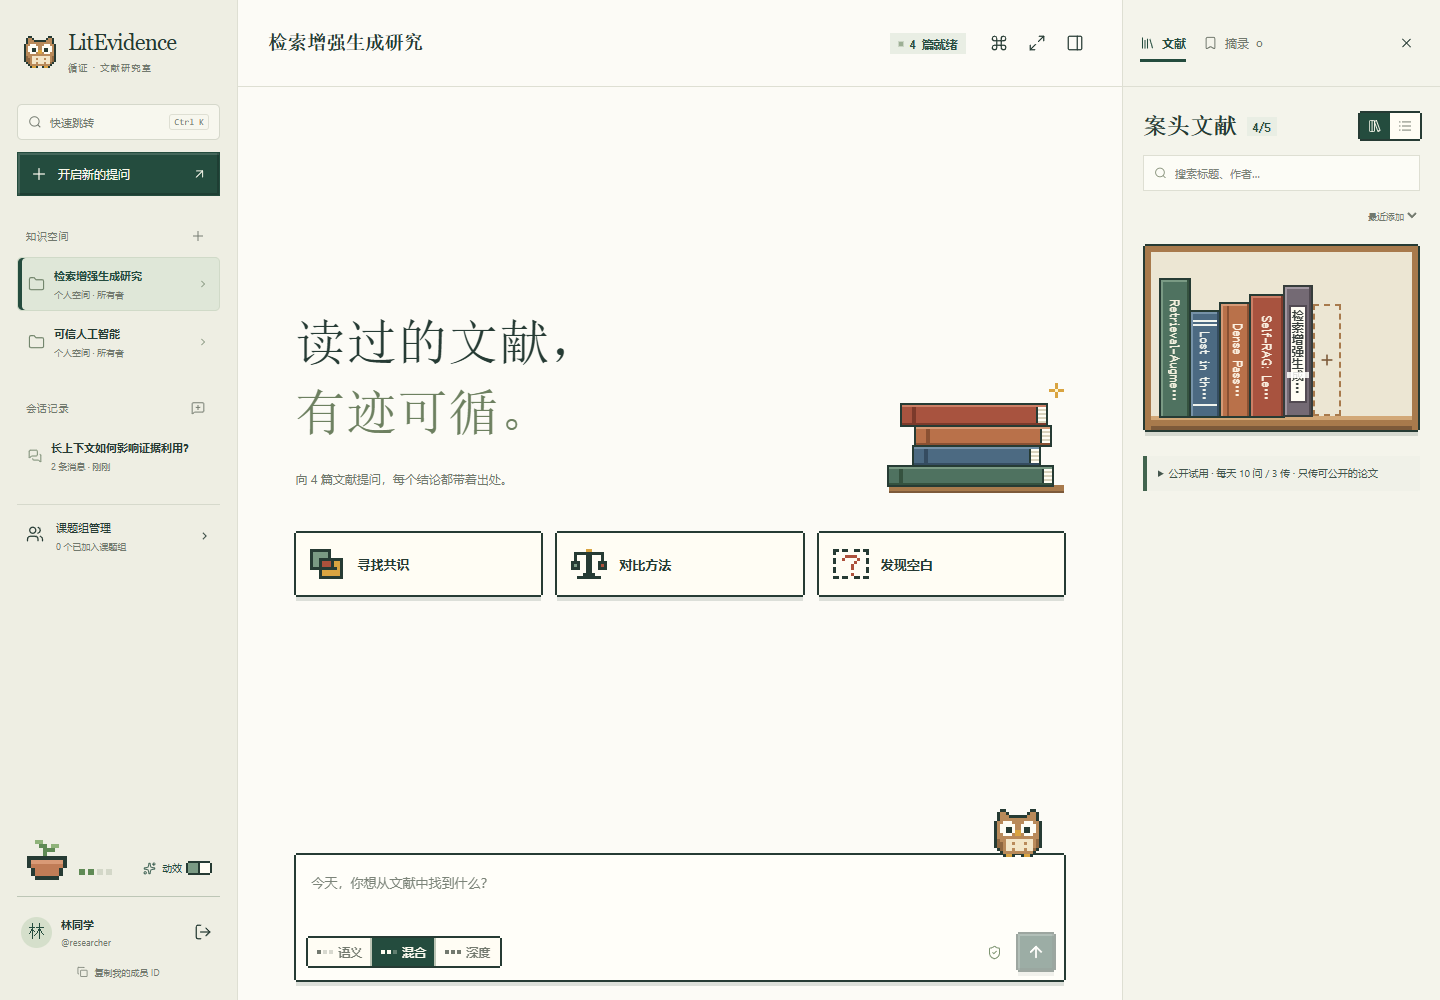 LitEvidence
循证 · 文献研究室
快速跳转
Ctrl K
开启新的提问
知识空间
检索增强生成研究
个人空间 · 所有者
可信人工智能
个人空间 · 所有者
会话记录
长上下文如何影响证据利用?
2 条消息 · 刚刚
课题组管理
0 个已加入课题组
动效
林
林同学
@researcher
复制我的成员 ID
检索增强生成研究
4 篇就绪
读过的文献，
有迹可循。
向 4 篇文献提问，每个结论都带着出处。
寻找共识
对比方法
发现空白
今天，你想从文献中找到什么?
语义
混合
深度
文献
摘录 0
案头文献
4/5
搜索标题、作者...
最近添加
Retrieval-Augme...
Lost in th...
Dense Pass...
Self-RAG: Le...
检索增强生成...
公开试用 · 每天 10 问 / 3 传 · 只传可公开的论文